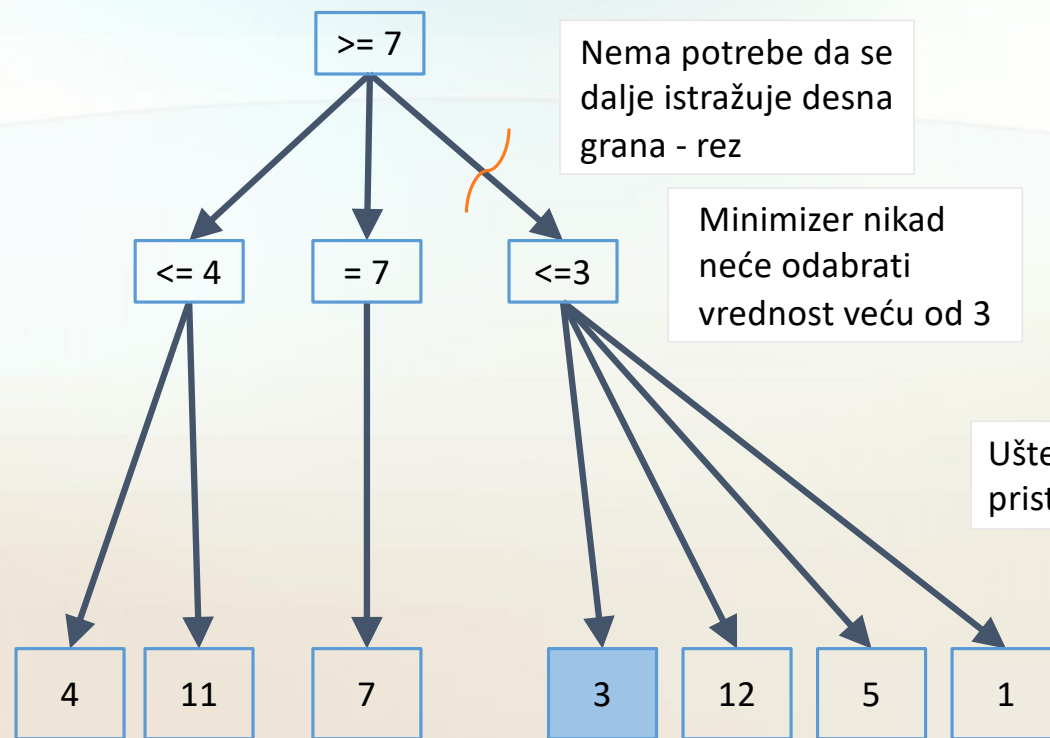 >= 7
Nema potrebe da se
dalje istražuje desna
grana - rez
Minimizer nikad
neće odabrati
vrednost veću od 3
<= 4
= 7
<=3
4
11
7
3
12
5
1